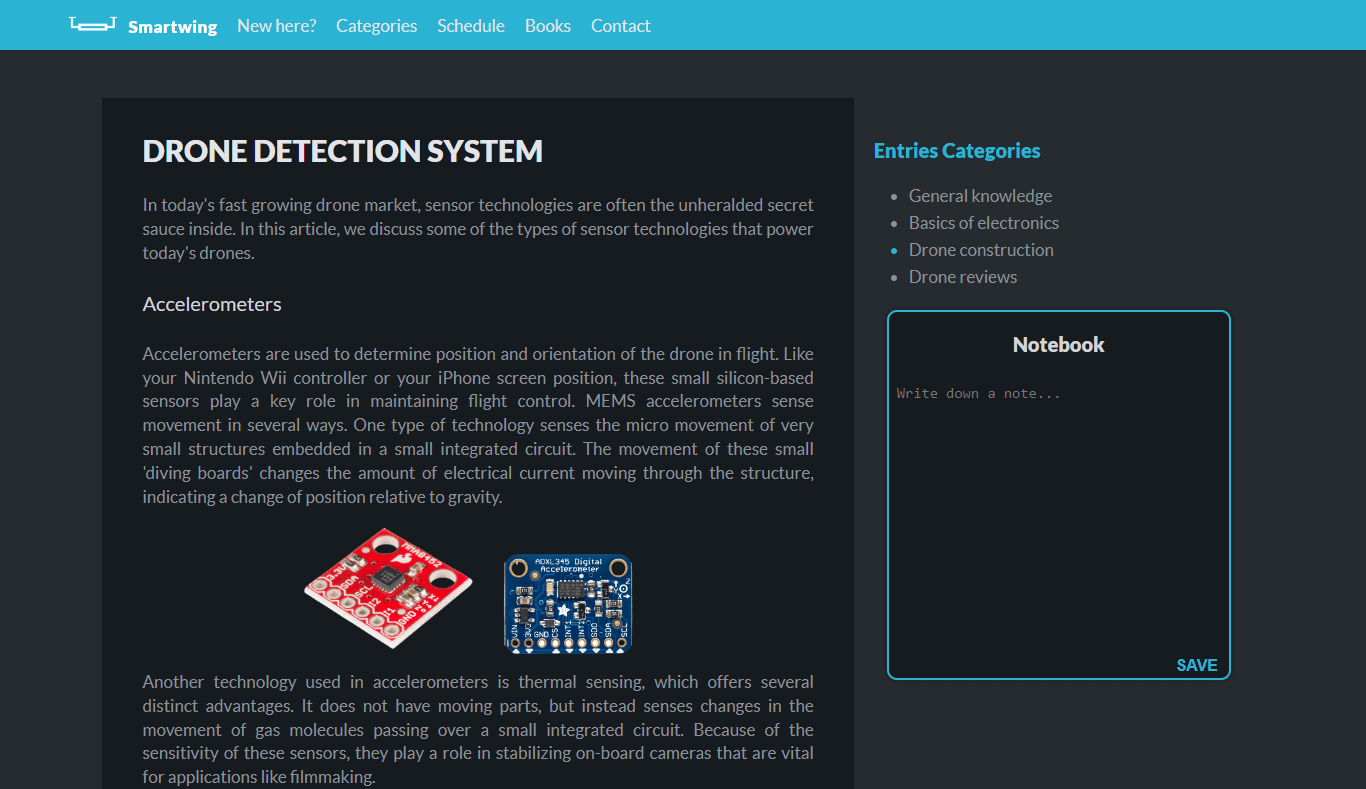 Smartwing New here? Categories Schedule Books Contact
DRONE DETECTION SYSTEM
In today's fast growing drone market, sensor technologies are often the unheralded secret
sauce inside. In this article, we discuss some of the types of sensor technologies that power
today's drones.
Accelerometers
Accelerometers are used to determine position and orientation of the drone in flight. Like
your Nintendo Wii controller or your iPhone screen position, these small silicon-based
sensors play a key role in maintaining flight control. MEMS accelerometers sense
movement in several ways. One type of technology senses the micro movement of very
small structures embedded in a small integrated circuit. The movement of these small
'diving boards' changes the amount of electrical current moving through the structure,
indicating a change of position relative to gravity.
MMA8452
3.3V
SDA
SCL
I2
I1
GND
ADXL345 Digital
Accelerometer
VIN
3V3
GND
CS
INT1
INT2
SDO
SDA
SCL
Another technology used in accelerometers is thermal sensing, which offers several
distinct advantages. It does not have moving parts, but instead senses changes in the
movement of gas molecules passing over a small integrated circuit. Because of the
sensitivity of these sensors, they play a role in stabilizing on-board cameras that are vital
for applications like filmmaking.
Entries Categories
General knowledge
Basics of electronics
Drone construction
Drone reviews
Notebook
Write down a note...
SAVE